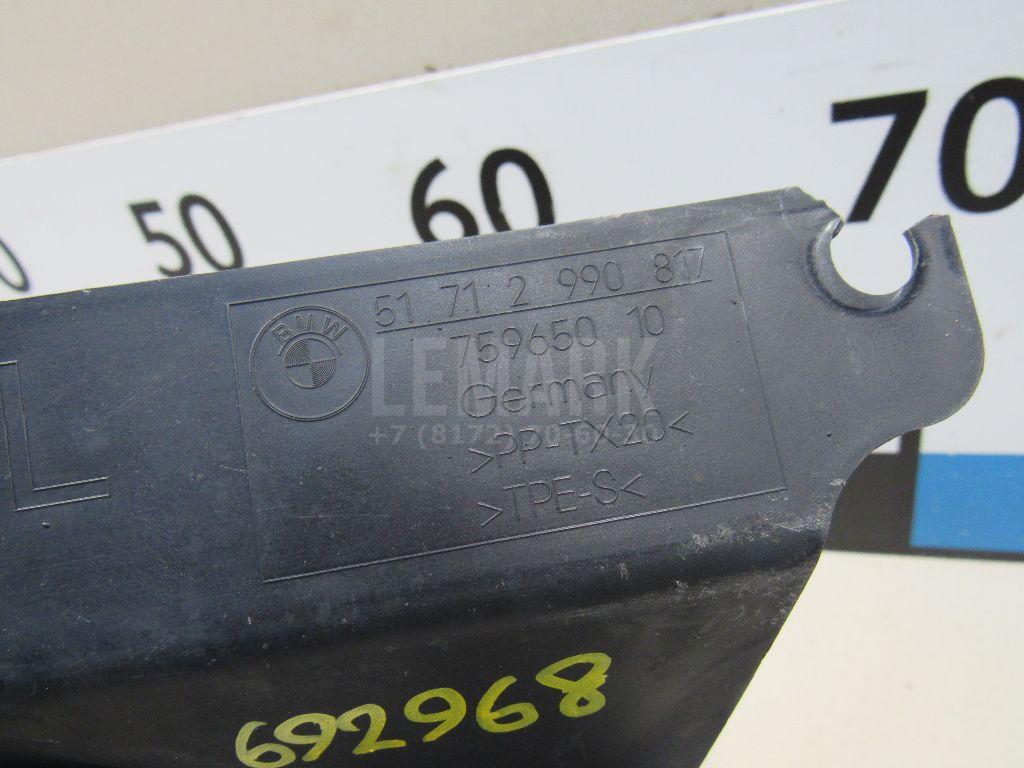 50 60 70
BMW
51 71 2 990 817
759650 10
Germany
>PP-TX20<
>TPE-S<
L
LEMARK
692968